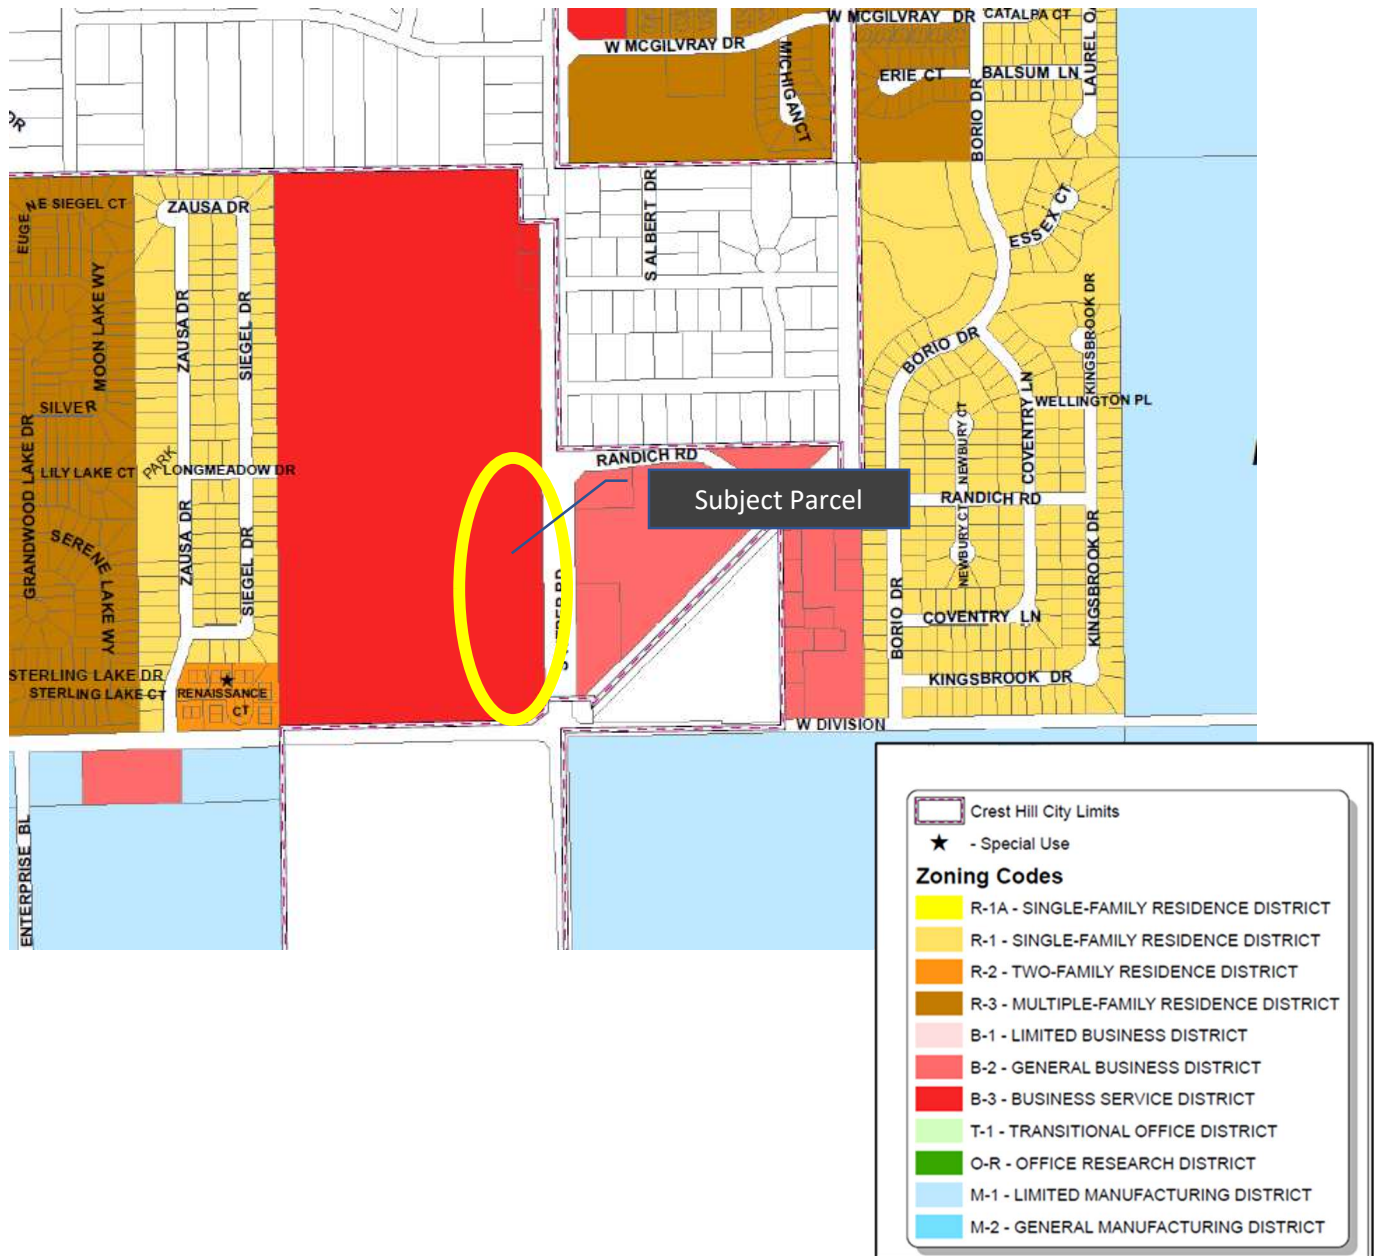 W MCGILVRAY DR
CATALPA CT
W MCGILVRAY DR
MICHIGAN CT
ERIE CT
BALSUM LN
BORIO DR
DR
EUGE NE SIEGEL CT
ZAUSA DR
S ALBERT DR
ESSEX CT
MOON LAKE WY
ZAUSA DR
SIEGEL DR
BORIO DR
KINGSBROOK DR
SILVER
WELLINGTON PL
COVENTRY LN
NEWBURY CT
GRANDWOOD LAKE DR
LILY LAKE CT
PARK
LONGMEADOW DR
RANDICH RD
Subject Parcel
RANDICH RD
SERENE LAKE WY
ZAUSA DR
SIEGEL DR
NEWBURY CT
BORIO DR
COVENTRY LN
KINGSBROOK DR
STERLING LAKE DR
STERLING LAKE CT
RENAISSANCE
CT
KINGSBROOK DR
W DIVISION
ENTERPRISE BL
Crest Hill City Limits
★ - Special Use
Zoning Codes
R-1A - SINGLE-FAMILY RESIDENCE DISTRICT
R-1 - SINGLE-FAMILY RESIDENCE DISTRICT
R-2 - TWO-FAMILY RESIDENCE DISTRICT
R-3 - MULTIPLE-FAMILY RESIDENCE DISTRICT
B-1 - LIMITED BUSINESS DISTRICT
B-2 - GENERAL BUSINESS DISTRICT
B-3 - BUSINESS SERVICE DISTRICT
T-1 - TRANSITIONAL OFFICE DISTRICT
O-R - OFFICE RESEARCH DISTRICT
M-1 - LIMITED MANUFACTURING DISTRICT
M-2 - GENERAL MANUFACTURING DISTRICT